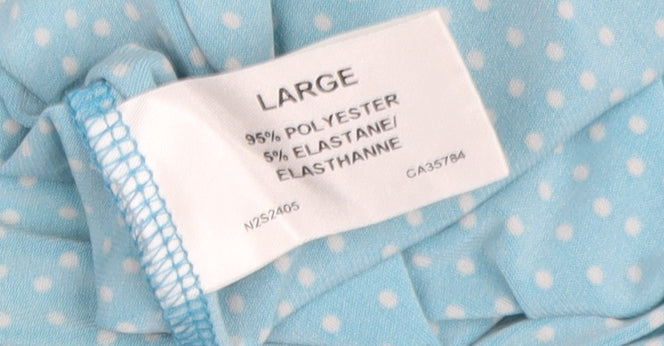 LARGE
95% POLYESTER
5% ELASTANE/
ELASTHANNE
CA35784
N2S2405